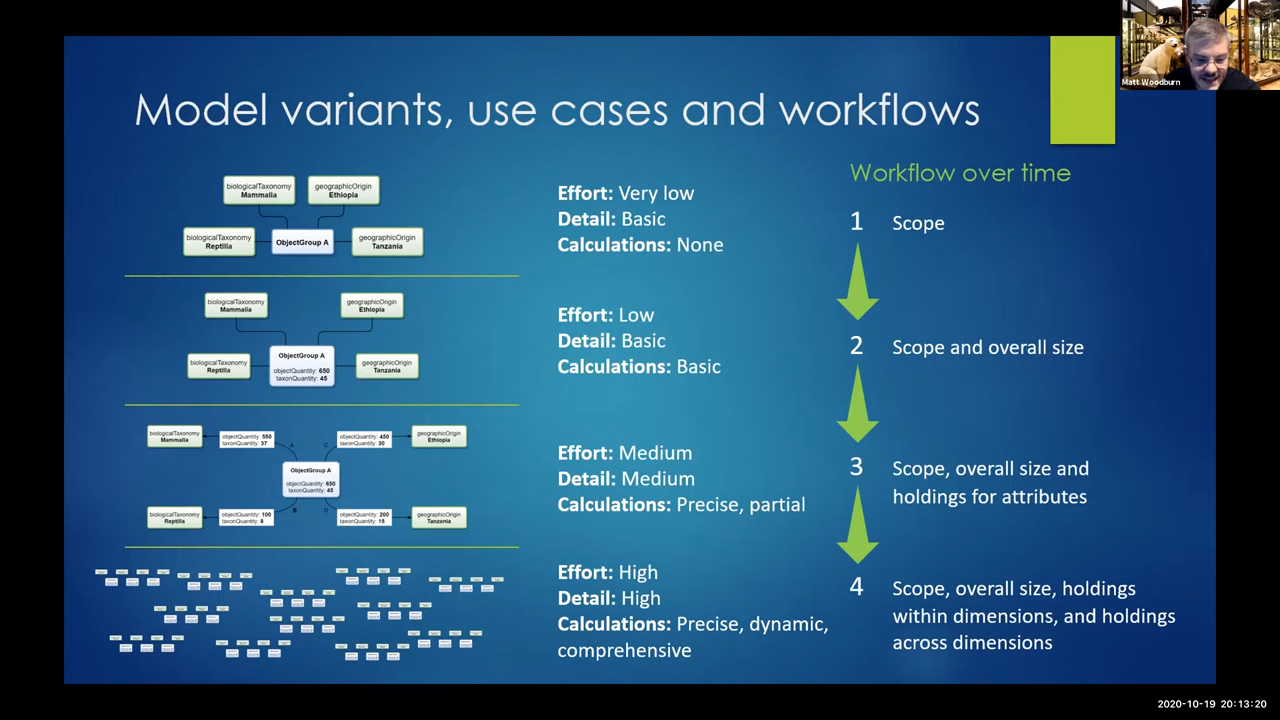 Matt Woodburn
Model variants, use cases and workflows
biologicalTaxonomy
Mammalia
geographicOrigin
Ethiopia
biologicalTaxonomy
Reptilia
ObjectGroup A
geographicOrigin
Tanzania
Effort: Very low
Detail: Basic
Calculations: None
biologicalTaxonomy
Mammalia
geographicOrigin
Ethiopia
biologicalTaxonomy
Reptilia
ObjectGroup A
objectQuantity: 650
taxonQuantity: 45
geographicOrigin
Tanzania
Effort: Low
Detail: Basic
Calculations: Basic
biologicalTaxonomy
Mammalia
objectQuantity: 550
taxonQuantity: 37
A
C
objectQuantity: 450
taxonQuantity: 30
geographicOrigin
Ethiopia
ObjectGroup A
objectQuantity: 650
taxonQuantity: 45
biologicalTaxonomy
Reptilia
objectQuantity: 100
taxonQuantity: 8
B
D
objectQuantity: 200
taxonQuantity: 15
geographicOrigin
Tanzania
Effort: Medium
Detail: Medium
Calculations: Precise, partial
Effort: High
Detail: High
Calculations: Precise, dynamic,
comprehensive
Workflow over time
1 Scope
2 Scope and overall size
3 Scope, overall size and
holdings for attributes
4 Scope, overall size, holdings
within dimensions, and holdings
across dimensions
2020-10-19 20:13:20